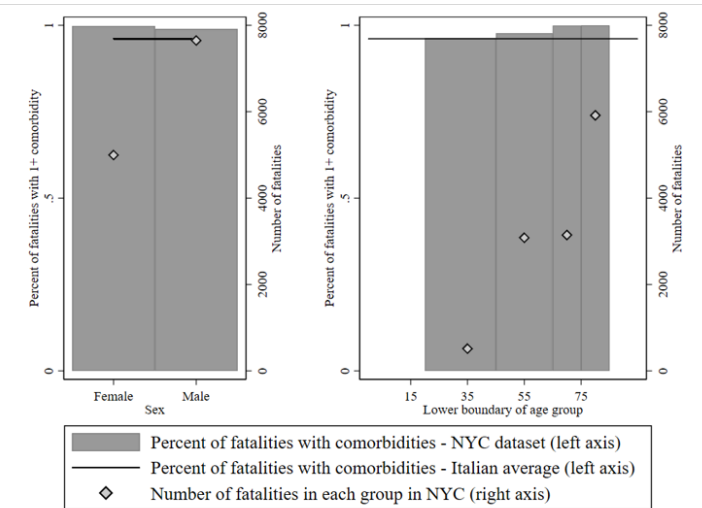 Percent of fatalities with 1+ comorbidity
1
.5
0
8000
6000
4000
2000
0
Number of fatalities
Female Male
Sex
Percent of fatalities with 1+ comorbidity
1
.5
0
8000
6000
4000
2000
0
Number of fatalities
15 35 55 75
Lower boundary of age group
Percent of fatalities with comorbidities - NYC dataset (left axis)
Percent of fatalities with comorbidities - Italian average (left axis)
Number of fatalities in each group in NYC (right axis)